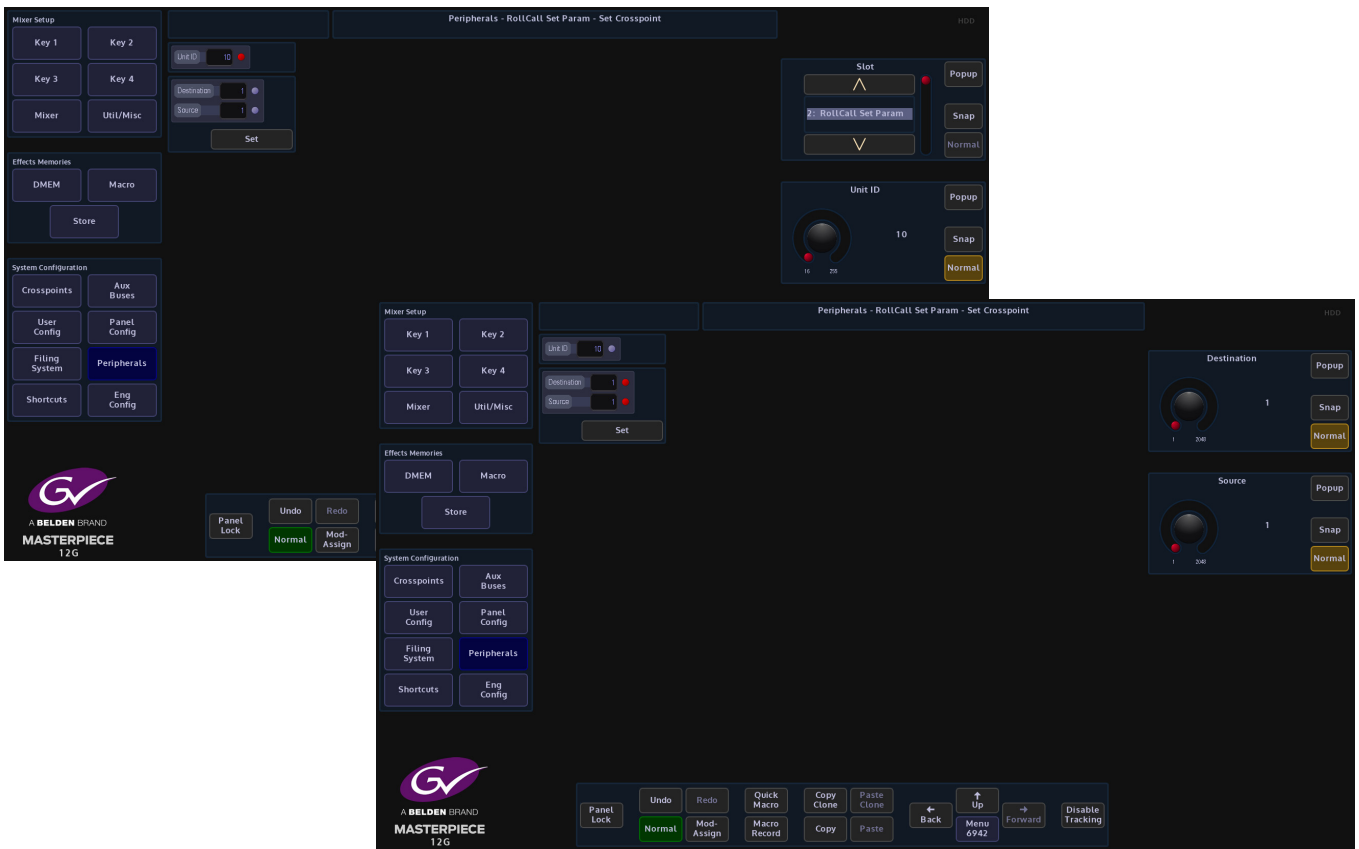 Mixer Setup
Peripherals - RollCall Set Param - Set Crosspoint
HDD
Key 1
Key 2
Key 3
Key 4
Mixer
Util/Misc
Unit ID 10
Destination 1
Source 1
Set
Slot
Popup
2: RollCall Set Param
Snap
Normal
Effects Memories
DMEM
Macro
Store
Unit ID
Popup
10
Snap
Normal
16 255
System Configuration
Crosspoints
Aux
Buses
User
Config
Panel
Config
Filing
System
Peripherals
Shortcuts
Eng
Config
GV
A BELDEN BRAND
MASTERPIECE
12G
Panel
Lock
Undo
Redo
Normal
Mod-
Assign
Mixer Setup
Peripherals - RollCall Set Param - Set Crosspoint
HDD
Key 1
Key 2
Key 3
Key 4
Mixer
Util/Misc
Unit ID 10
Destination 1
Source 1
Set
Destination
Popup
1
Snap
Normal
1 2048
Effects Memories
DMEM
Macro
Store
Source
Popup
1
Snap
Normal
1 2048
System Configuration
Crosspoints
Aux
Buses
User
Config
Panel
Config
Filing
System
Peripherals
Shortcuts
Eng
Config
GV
A BELDEN BRAND
MASTERPIECE
12G
Panel
Lock
Undo
Redo
Normal
Mod-
Assign
Quick
Macro
Macro
Record
Copy
Clone
Paste
Clone
Copy
Paste
Back
Up
Menu
6942
Forward
Disable
Tracking